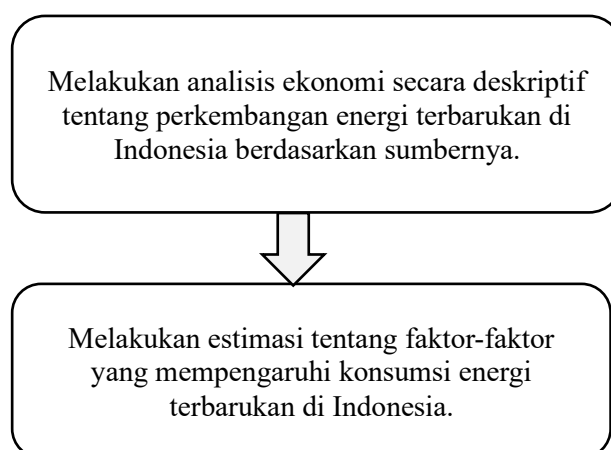 Melakukan analisis ekonomi secara deskriptif
tentang perkembangan energi terbarukan di
Indonesia berdasarkan sumbernya.
Melakukan estimasi tentang faktor-faktor
yang mempengaruhi konsumsi energi
terbarukan di Indonesia.